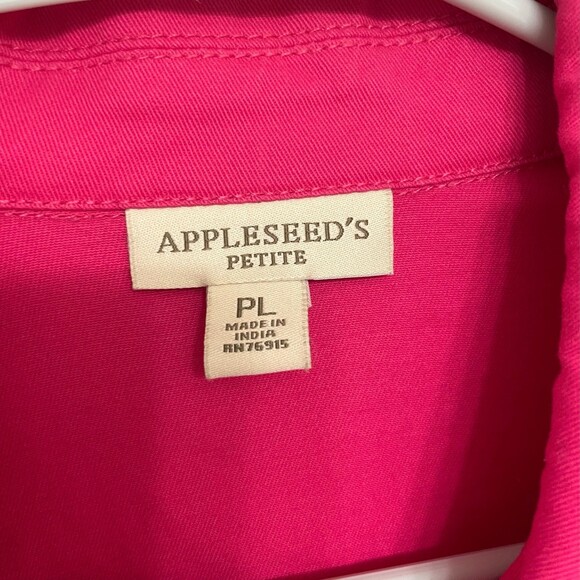 APPLESEED'S
PETITE
PL
MADE IN
INDIA
RN76915